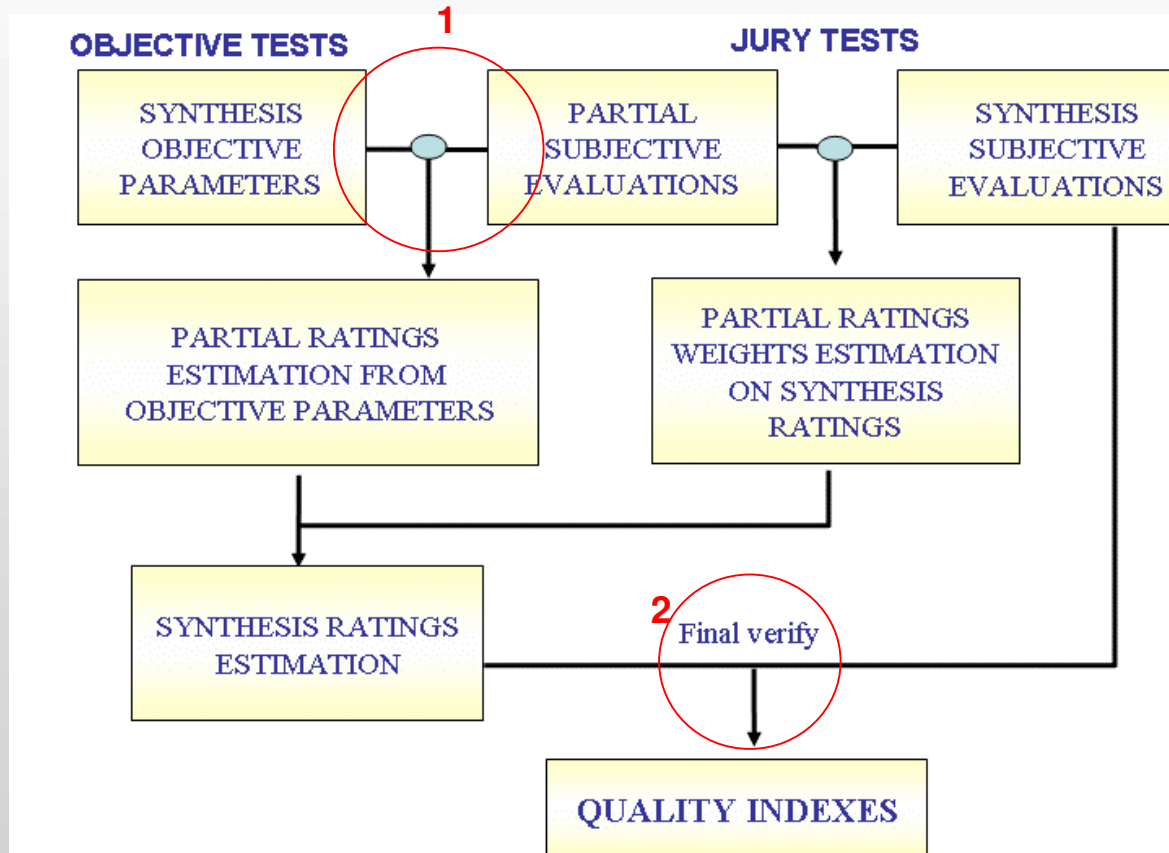 1
OBJECTIVE TESTS
JURY TESTS
SYNTHESIS
OBJECTIVE
PARAMETERS
PARTIAL
SUBJECTIVE
EVALUATIONS
SYNTHESIS
SUBJECTIVE
EVALUATIONS
PARTIAL RATINGS
ESTIMATION FROM
OBJECTIVE PARAMETERS
PARTIAL RATINGS
WEIGHTS ESTIMATION
ON SYNTHESIS
RATINGS
SYNTHESIS RATINGS
ESTIMATION
2
Final verify
QUALITY INDEXES